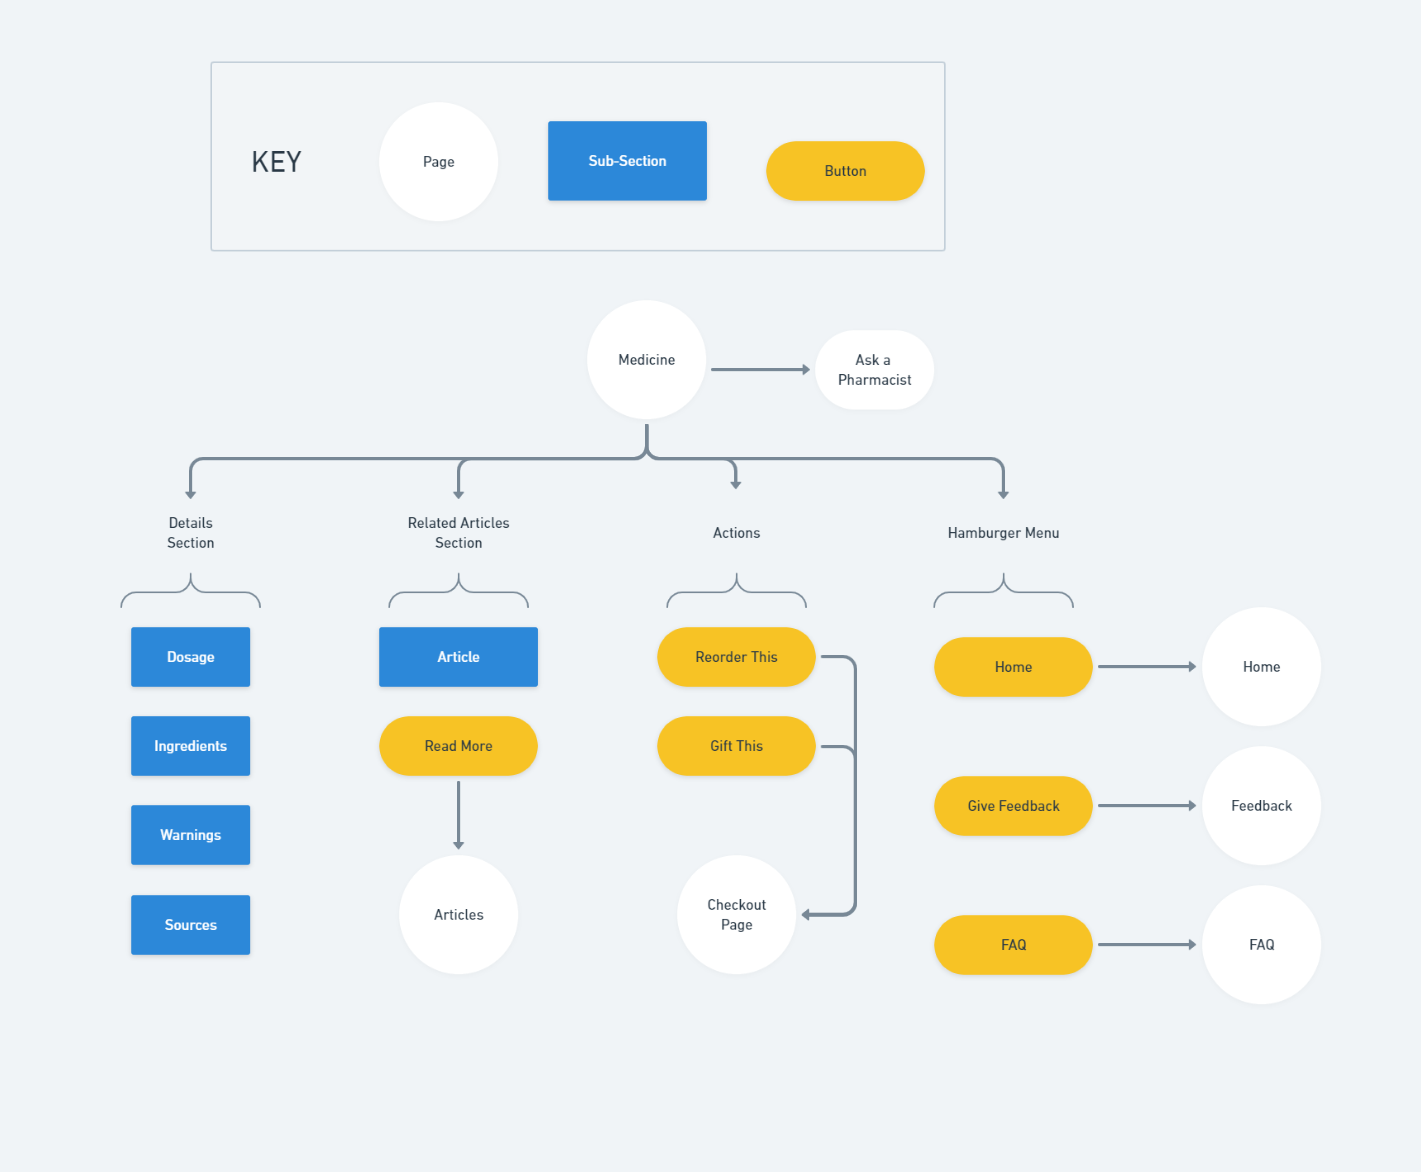 KEY
Page
Sub-Section
Button
Medicine
Ask a
Pharmacist
Details
Section
Related Articles
Section
Actions
Hamburger Menu
Dosage
Ingredients
Warnings
Sources
Article
Read More
Articles
Reorder This
Gift This
Checkout
Page
Home
Home
Give Feedback
Feedback
FAQ
FAQ